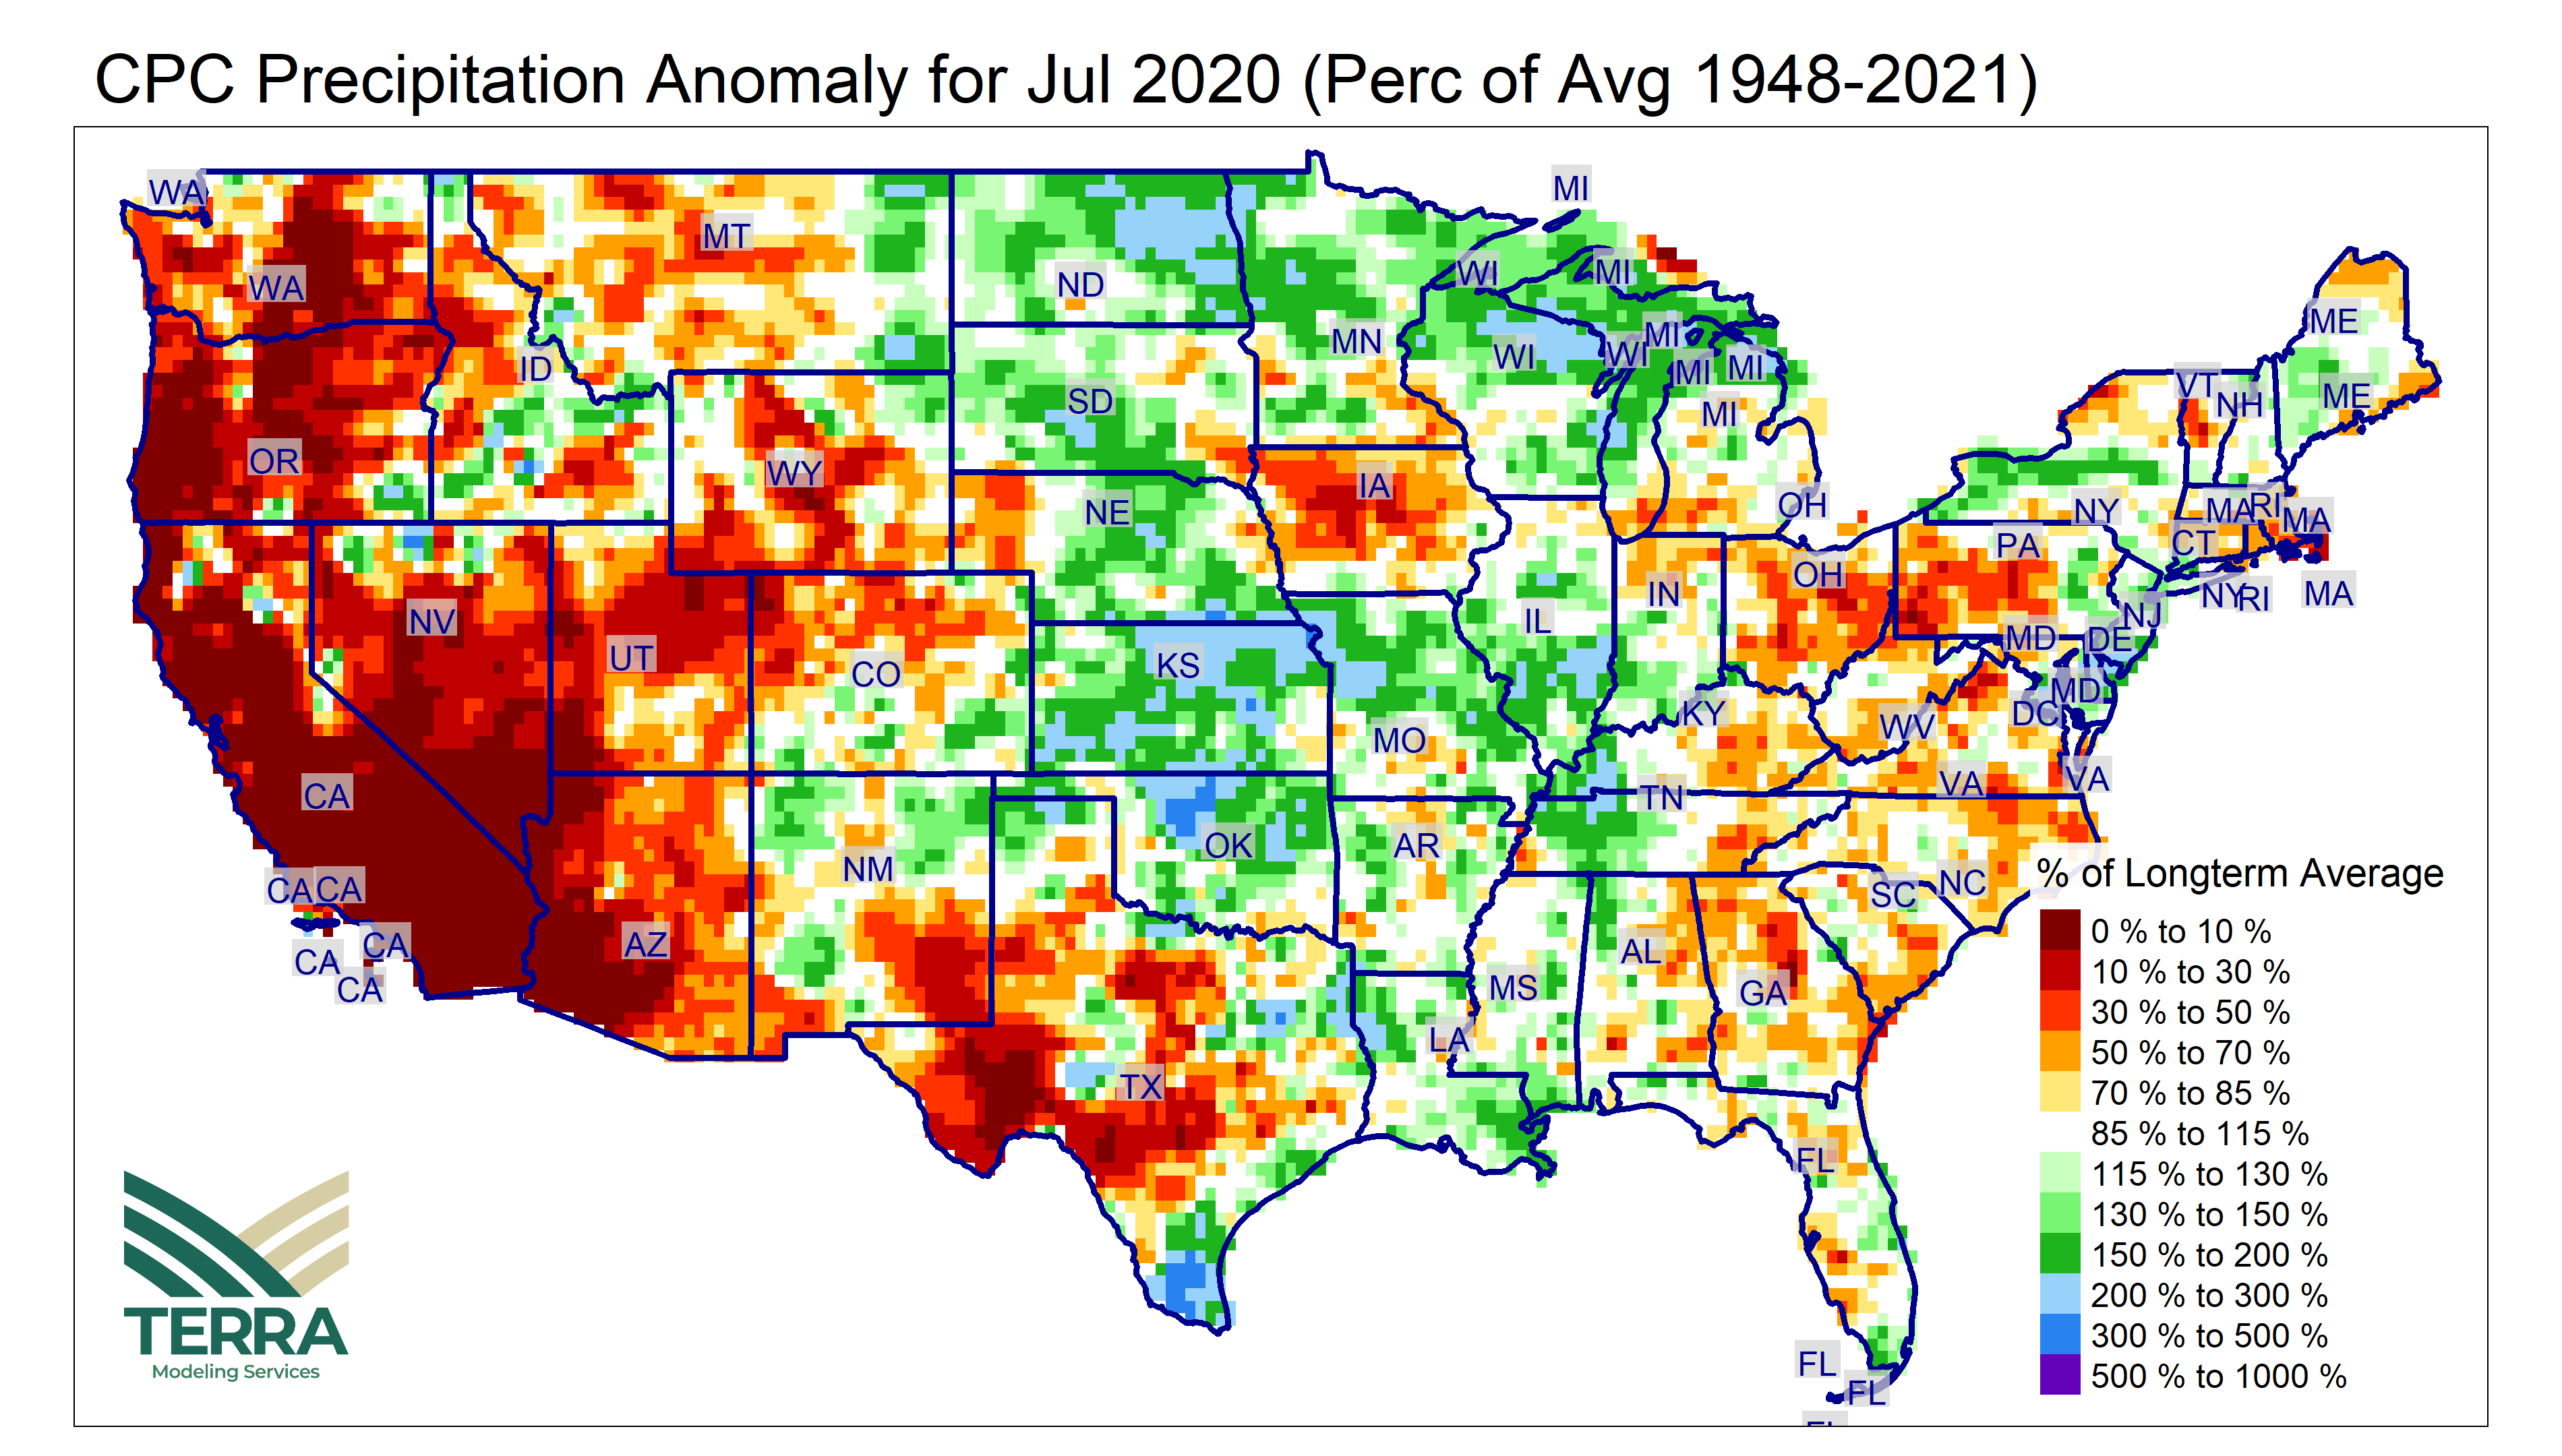 CPC Precipitation Anomaly for Jul 2020 (Perc of Avg 1948-2021)
MI
WA
MT
WI
MI
WA
ND
ME
MN
MI
WI
WI
MI
MI
ID
VT
ME
SD
NH
MI
OR
WY
IA
NE
OH
NY
MA
RI
MA
PA
CT
OH
IN
NY
RI
MA
NV
IL
NJ
UT
MD
DE
CO
KS
MD
KY
DC
WV
MO
CA
VA
VA
TN
AR
OK
NM
CA
CA
NC
SC
CA
AZ
AL
CA
CA
MS
GA
LA
TX
FL
FL
FL
FL
% of Longterm Average
0 % to 10 %
10 % to 30 %
30 % to 50 %
50 % to 70 %
70 % to 85 %
85 % to 115 %
115 % to 130 %
130 % to 150 %
150 % to 200 %
200 % to 300 %
300 % to 500 %
500 % to 1000 %
TERRA
Modeling Services